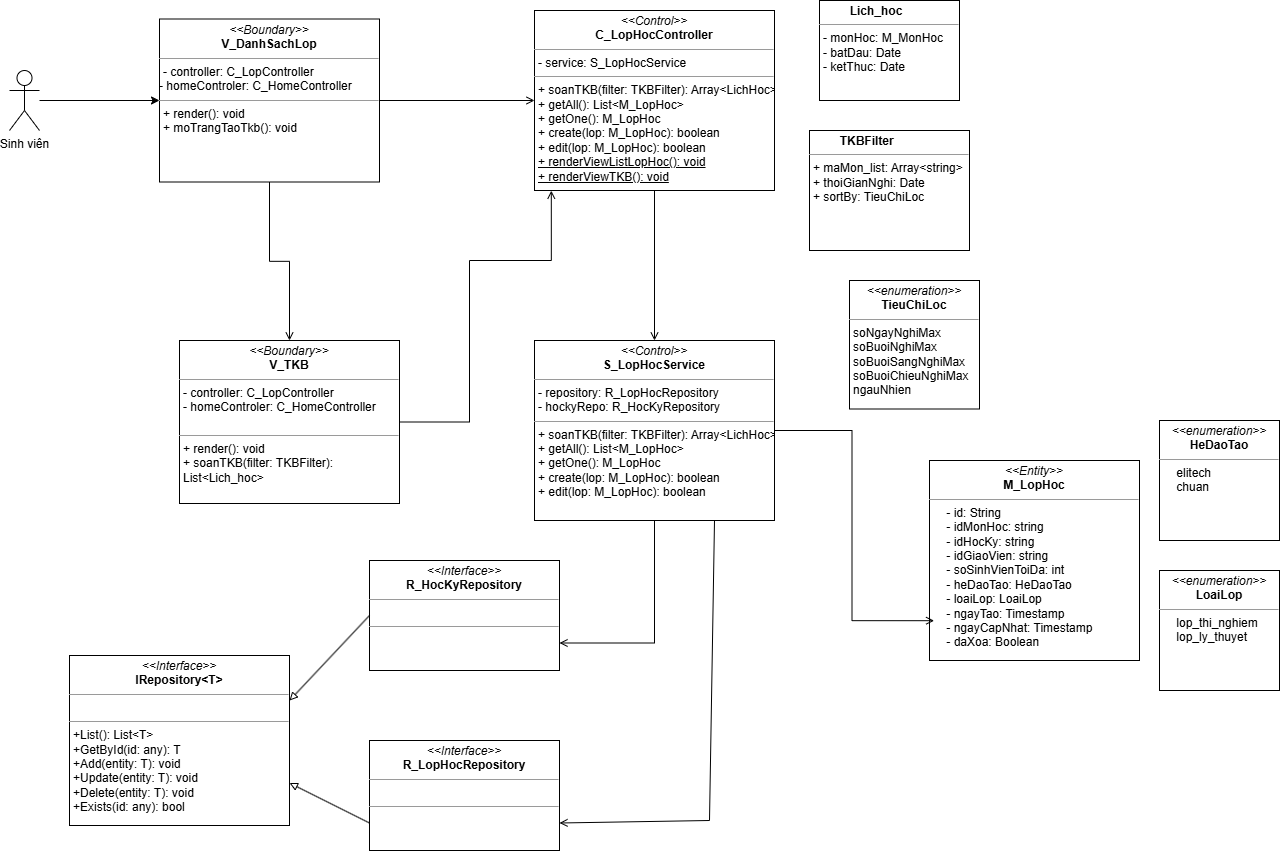 Sinh viên
<<Boundary>>
V_DanhSachLop
- controller: C_LopController
- homeControler: C_HomeController
+ render(): void
+ moTrangTaoTkb(): void
<<Control>>
C_LopHocController
- service: S_LopHocService
+ soanTKB(filter: TKBFilter): Array<LichHoc>
+ getAll(): List<M_LopHoc>
+ getOne(): M_LopHoc
+ create(lop: M_LopHoc): boolean
+ edit(lop: M_LopHoc): boolean
+ renderViewListLopHoc(): void
+ renderViewTKB(): void
Lich_hoc
- monHoc: M_MonHoc
- batDau: Date
- ketThuc: Date
TKBFilter
+ maMon_list: Array<string>
+ thoiGianNghi: Date
+ sortBy: TieuChiLoc
<<enumeration>>
TieuChiLoc
soNgayNghiMax
soBuoiNghiMax
soBuoiSangNghiMax
soBuoiChieuNghiMax
ngauNhien
<<Boundary>>
V_TKB
- controller: C_LopController
- homeControler: C_HomeController
+ render(): void
+ soanTKB(filter: TKBFilter):
List<Lich_hoc>
<<Control>>
S_LopHocService
- repository: R_LopHocRepository
- hockyRepo: R_HocKyRepository
+ soanTKB(filter: TKBFilter): Array<LichHoc>
+ getAll(): List<M_LopHoc>
+ getOne(): M_LopHoc
+ create(lop: M_LopHoc): boolean
+ edit(lop: M_LopHoc): boolean
<<Entity>>
M_LopHoc
- id: String
- idMonHoc: string
- idHocKy: string
- idGiaoVien: string
- soSinhVienToiDa: int
- heDaoTao: HeDaoTao
- loaiLop: LoaiLop
- ngayTao: Timestamp
- ngayCapNhat: Timestamp
- daXoa: Boolean
<<enumeration>>
HeDaoTao
elitech
chuan
<<enumeration>>
LoaiLop
lop_thi_nghiem
lop_ly_thuyet
<<Interface>>
R_HocKyRepository
<<Interface>>
IRepository<T>
+List(): List<T>
+GetById(id: any): T
+Add(entity: T): void
+Update(entity: T): void
+Delete(entity: T): void
+Exists(id: any): bool
<<Interface>>
R_LopHocRepository